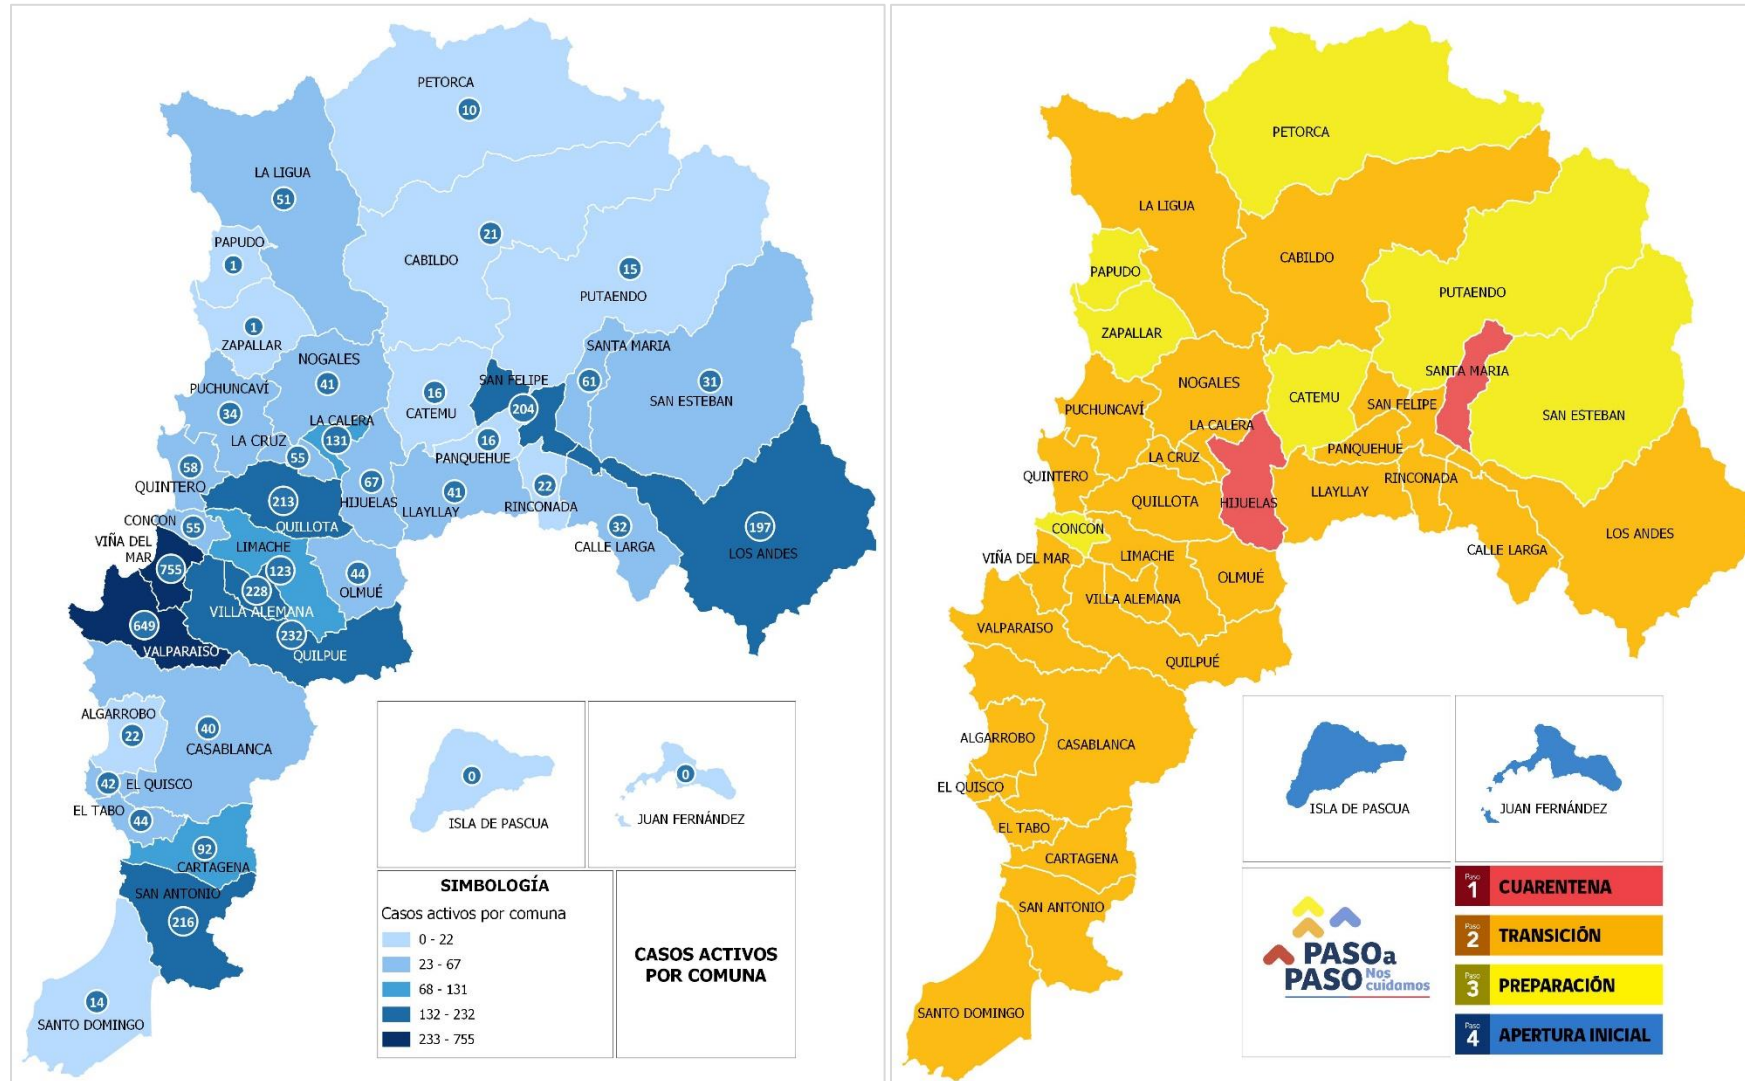 PETORCA
10
LA LIGUA
51
PAPUDO
1
CABILDO
21
15
PUTAENDO
1
ZAPALLAR
NOGALES
41
SANTA MARIA
61
31
SAN ESTEBAN
SAN FELIPE
204
16
CATEMU
PUCHUNCAVÍ
34
LA CALERA
131
LA CRUZ
55
16
PANQUEHUE
58
QUINTERO
67
HIJUELAS
41
LLAYLLAY
22
RINCONADA
213
QUILLOTA
CONCON
55
32
CALLE LARGA
197
LOS ANDES
VIÑA DEL
MAR
755
LIMACHE
123
44
OLMUÉ
228
VILLA ALEMANA
649
VALPARAISO
232
QUILPUE
ALGARROBO
22
40
CASABLANCA
42
EL QUISCO
EL TABO
44
92
CARTAGENA
SAN ANTONIO
216
14
SANTO DOMINGO
0
ISLA DE PASCUA
0
JUAN FERNÁNDEZ
SIMBOLOGÍA
Casos activos por comuna
0 - 22
23 - 67
68 - 131
132 - 232
233 - 755
CASOS ACTIVOS
POR COMUNA
PETORCA
LA LIGUA
CABILDO
PAPUDO
PUTAENDO
ZAPALLAR
SANTA MARIA
NOGALES
CATEMU
SAN FELIPE
SAN ESTEBAN
PUCHUNCAVÍ
LA CALERA
PANQUEHUE
LA CRUZ
QUINTERO
RINCONADA
LLAYLLAY
QUILLOTA
HIJUELAS
CONCON
LOS ANDES
VIÑA DEL MAR
LIMACHE
CALLE LARGA
OLMUÉ
VILLA ALEMANA
VALPARAISO
QUILPUÉ
ALGARROBO
CASABLANCA
EL QUISCO
EL TABO
CARTAGENA
SAN ANTONIO
SANTO DOMINGO
ISLA DE PASCUA
JUAN FERNÁNDEZ
PASO a
PASO Nos
cuidamos
Paso 1 CUARENTENA
Paso 2 TRANSICIÓN
Paso 3 PREPARACIÓN
Paso 4 APERTURA INICIAL